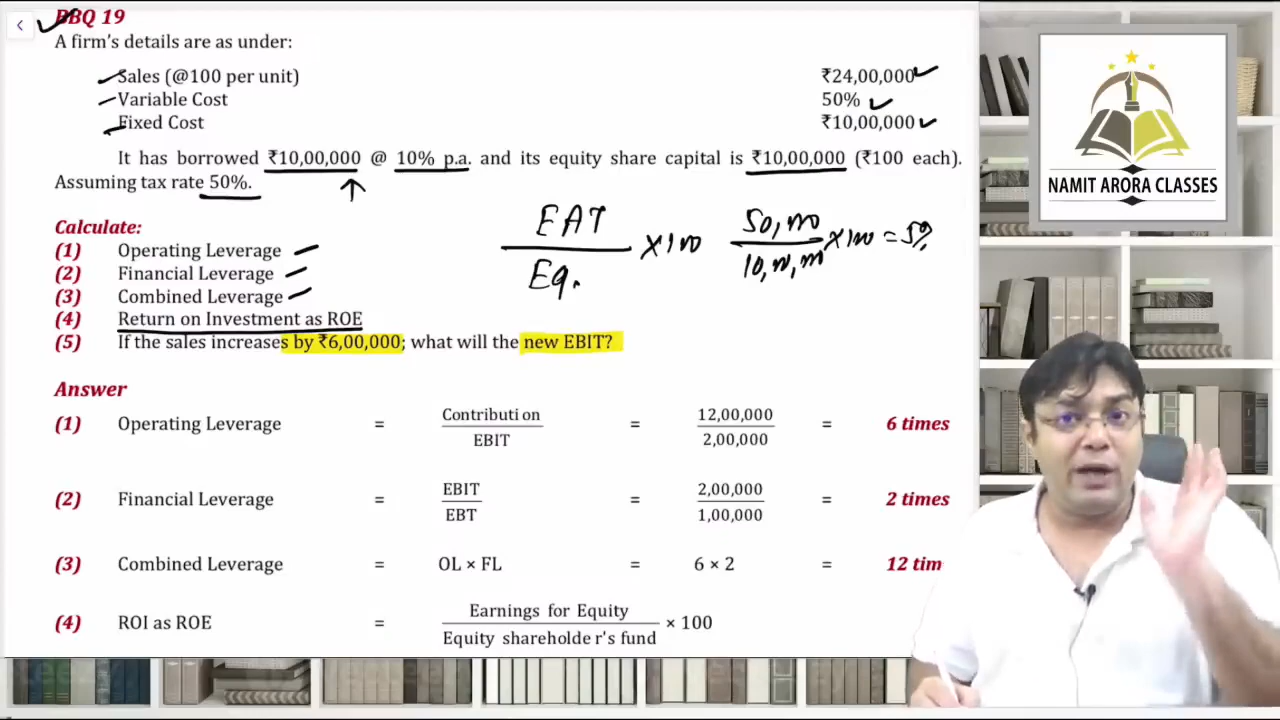 BBQ 19
A firm's details are as under:
Sales (@100 per unit) ₹24,00,000
Variable Cost 50%
Fixed Cost ₹10,00,000
It has borrowed ₹10,00,000 @ 10% p.a. and its equity share capital is ₹10,00,000 (₹100 each).
Assuming tax rate 50%.
Calculate:
(1) Operating Leverage
(2) Financial Leverage
(3) Combined Leverage
(4) Return on Investment as ROE
(5) If the sales increases by ₹6,00,000; what will the new EBIT?
EAT
Eq.
×100
×100 = 5%
Answer
(1) Operating Leverage = Contributi on / EBIT = 12,00,000 / 2,00,000 = 6 times
(2) Financial Leverage = EBIT / EBT = 2,00,000 / 1,00,000 = 2 times
(3) Combined Leverage = OL × FL = 6 × 2 = 12 tim
(4) ROI as ROE = Earnings for Equity / Equity shareholde r's fund × 100
NAMIT ARORA CLASSES